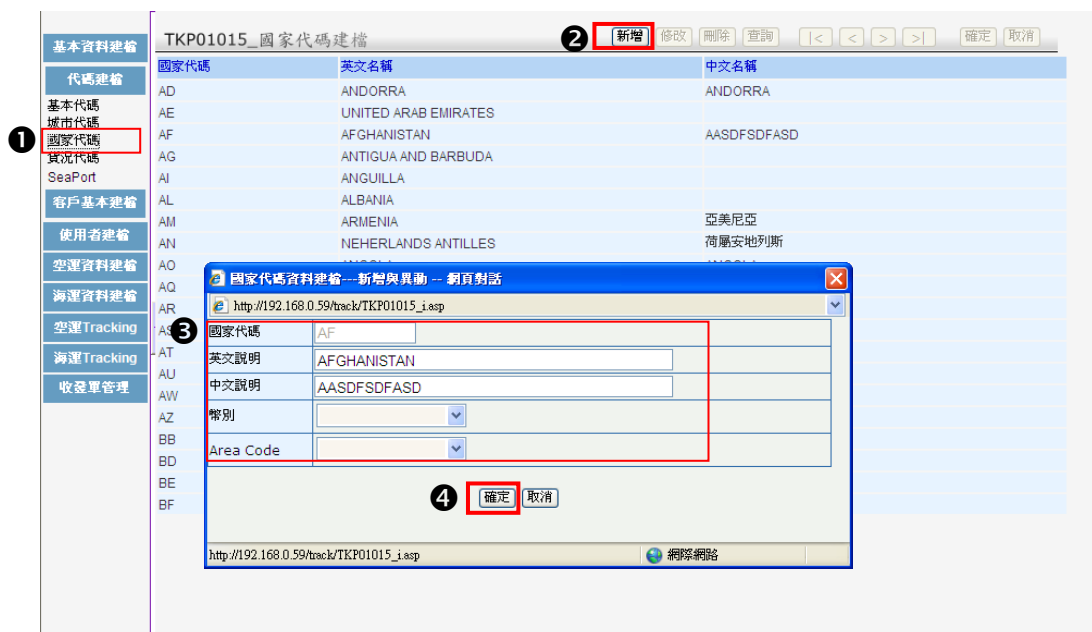 基本資料建檔
代碼建檔
基本代碼
城市代碼
❶
國家代碼
貨況代碼
SeaPort
客戶基本建檔
使用者建檔
空運資料建檔
海運資料建檔
空運Tracking
海運Tracking
收發單管理
TKP01015_國家代碼建檔
❷ 新增 修改 刪除 查詢 |< < > >| 確定 取消
國家代碼 英文名稱 中文名稱
AD ANDORRA ANDORRA
AE UNITED ARAB EMIRATES
AF AFGHANISTAN AASDFSDFASD
AG ANTIGUA AND BARBUDA
AI ANGUILLA
AL ALBANIA
AM ARMENIA 亞美尼亞
AN NEHERLANDS ANTILLES 荷屬安地列斯
AO
AQ
AR
AT
AU
AW
AZ
BB
BD
BE
BF
國家代碼資料建檔---新增與異動 -- 網頁對話
http://192.168.0.59/track/TKP01015_i.asp
❸ 國家代碼 AF
英文說明 AFGHANISTAN
中文說明 AASDFSDFASD
幣別
Area Code
❹ 確定 取消
http://192.168.0.59/track/TKP01015_i.asp 網際網路